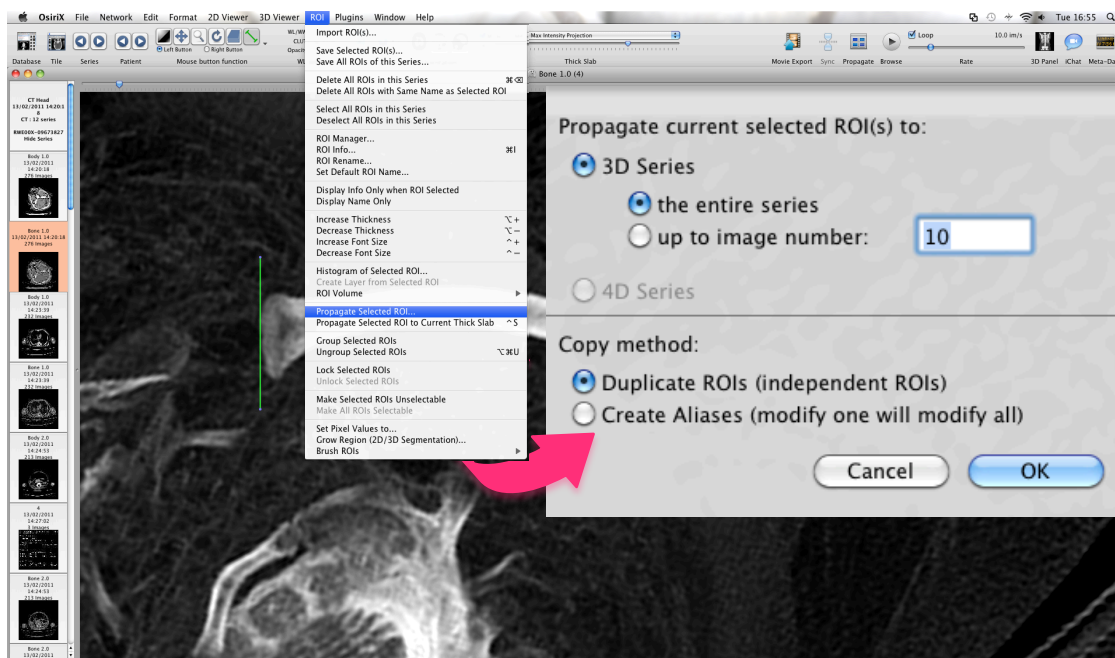 OsiriX File Network Edit Format 2D Viewer 3D Viewer ROI Plugins Window Help
Tue 16:55
WL/WW
CLUT
Opacity
Max Intensity Projection
Loop
10.0 im/s
Left Button Right Button
Database Tile Series Patient Mouse button function
Thick Slab
Movie Export Sync Propagate Browse Rate 3D Panel iChat Meta-Da
Bone 1.0 (4)
CT Head
13/02/2011 14:20:1
8
CT : 12 series
RWE00X-09673827
Hide Series
Body 1.0
13/02/2011
14:20:18
276 Images
Bone 1.0
13/02/2011 14:20:18
276 Images
Body 1.0
13/02/2011
14:23:39
232 Images
Bone 1.0
13/02/2011
14:23:39
232 Images
Body 2.0
13/02/2011
14:24:53
213 Images
4
13/02/2011
14:27:02
3 Images
Bone 2.0
13/02/2011
14:24:53
213 Images
Bone 2.0
13/02/2011
Import ROI(s)...
Save Selected ROI(s)...
Save All ROIs of this Series...
Delete All ROIs in this Series ⌘⌫
Delete All ROIs with Same Name as Selected ROI
Select All ROIs in this Series
Deselect All ROIs in this Series
ROI Manager...
ROI Info... ⌘I
ROI Rename...
Set Default ROI Name...
Display Info Only when ROI Selected
Display Name Only
Increase Thickness ⌥+
Decrease Thickness ⌥−
Increase Font Size ^+
Decrease Font Size ^−
Histogram of Selected ROI...
Create Layer from Selected ROI
ROI Volume
Propagate Selected ROI...
Propagate Selected ROI to Current Thick Slab ^S
Group Selected ROIs
Ungroup Selected ROIs ⌥⌘U
Lock Selected ROIs
Unlock Selected ROIs
Make Selected ROIs Unselectable
Make All ROIs Selectable
Set Pixel Values to...
Grow Region (2D/3D Segmentation)...
Brush ROIs
Propagate current selected ROI(s) to:
3D Series
the entire series
up to image number: 10
4D Series
Copy method:
Duplicate ROIs (independent ROIs)
Create Aliases (modify one will modify all)
Cancel OK